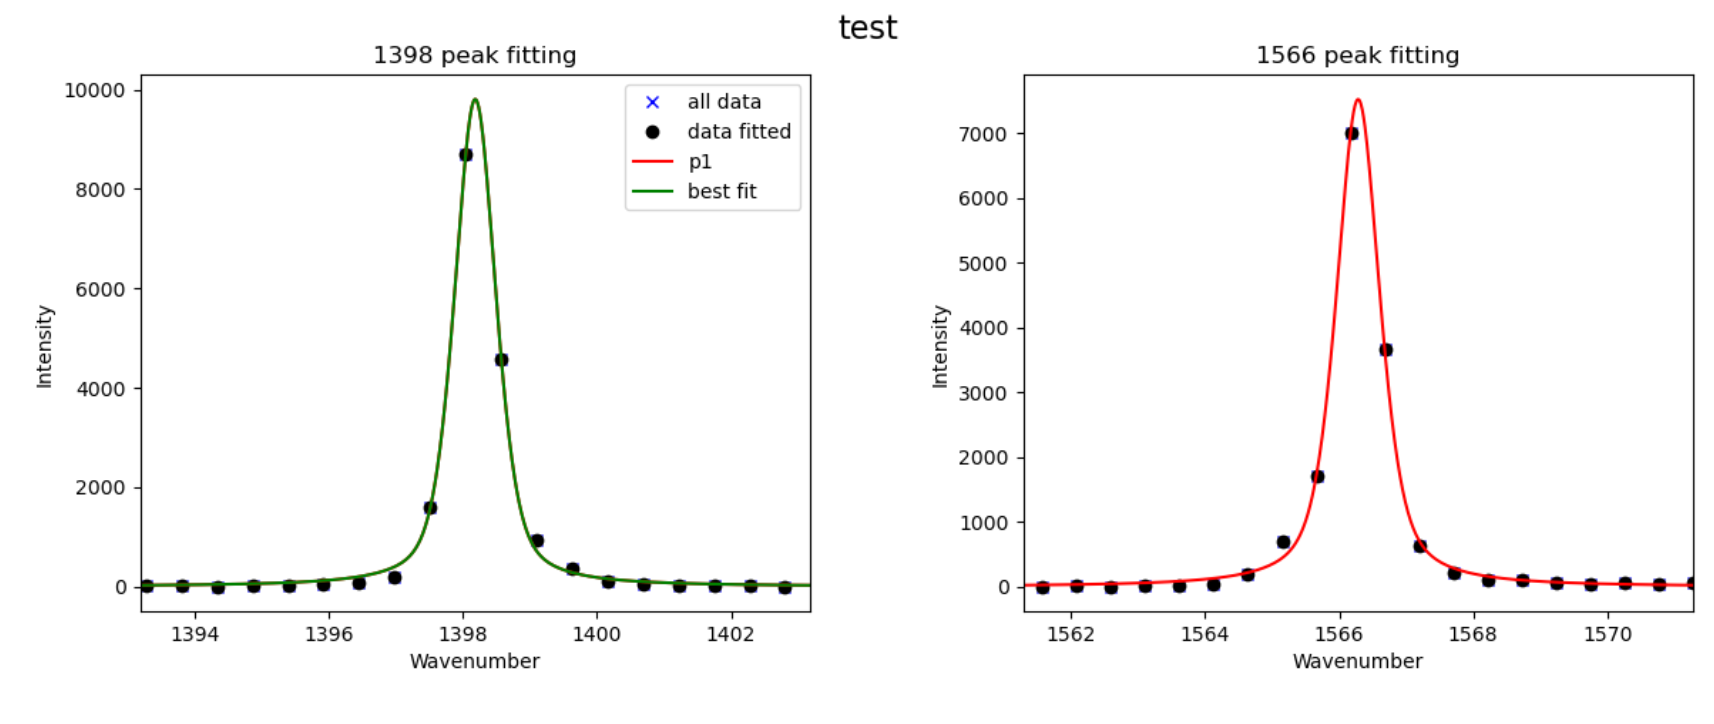 test
1398 peak fitting
10000
8000
6000
4000
2000
0
Intensity
1394 1396 1398 1400 1402
Wavenumber
all data
data fitted
p1
best fit
1566 peak fitting
7000
6000
5000
4000
3000
2000
1000
0
Intensity
1562 1564 1566 1568 1570
Wavenumber